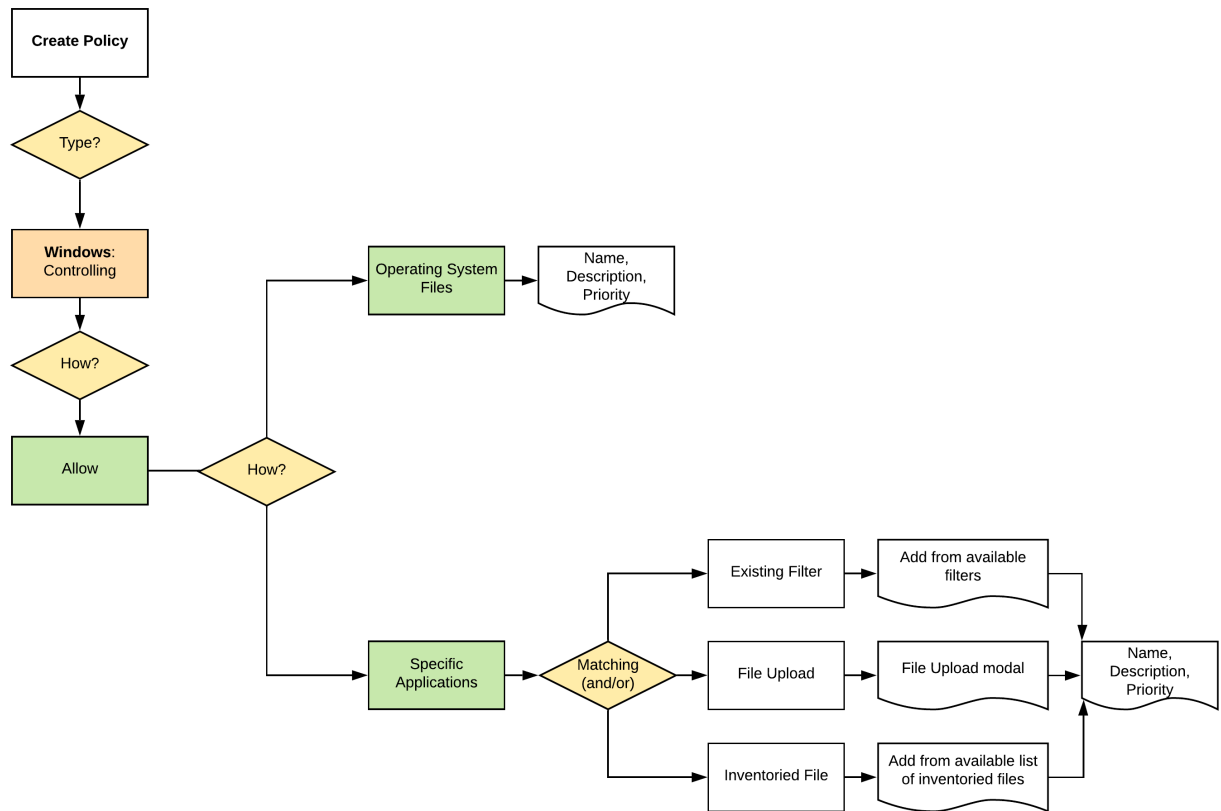 Create Policy
Type?
Windows:
Controlling
How?
Allow
How?
Operating System
Files
Name,
Description,
Priority
Specific
Applications
Matching
(and/or)
Existing Filter
Add from available
filters
File Upload
File Upload modal
Inventoried File
Add from available list
of inventoried files
Name,
Description,
Priority